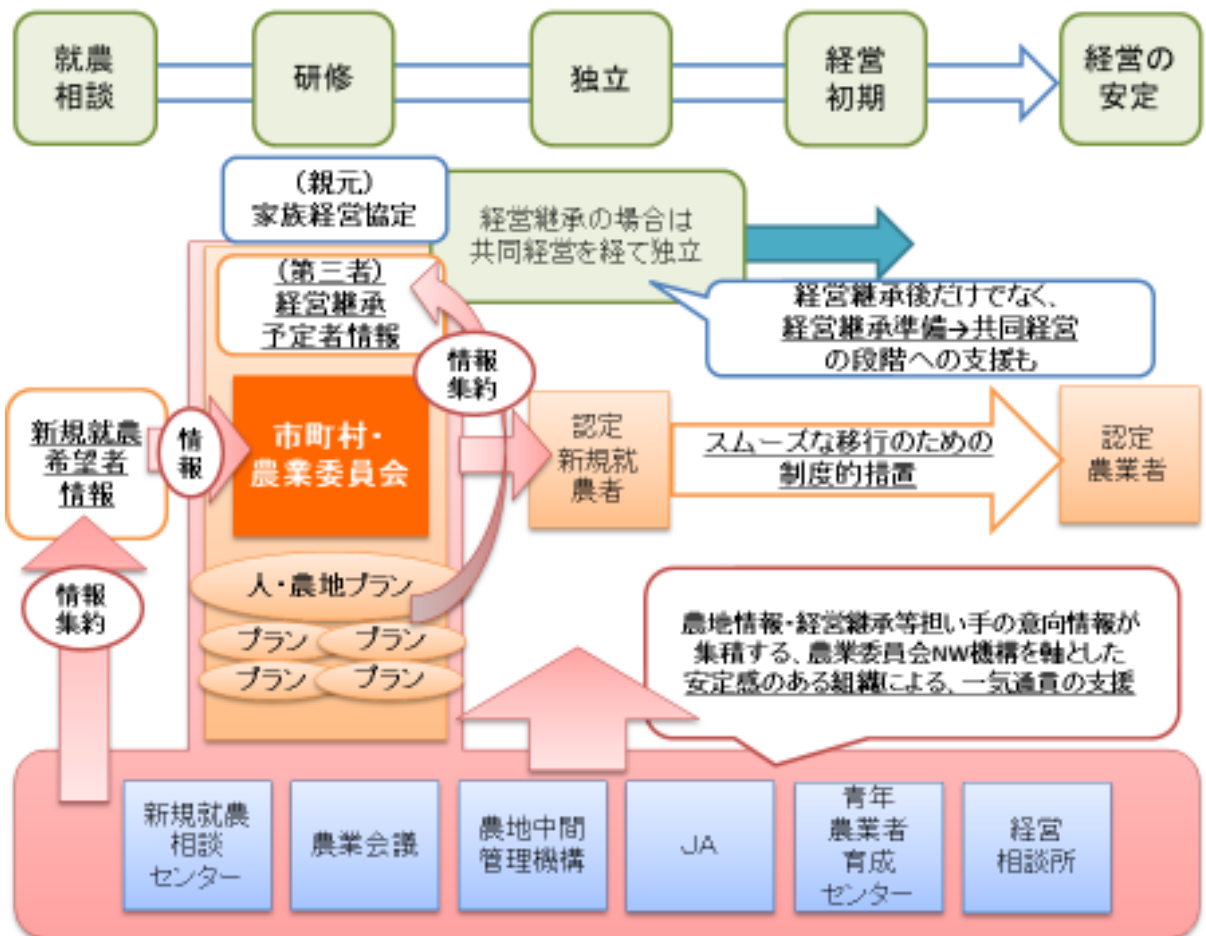 就農
相談
研修
独立
経営
初期
経営の
安定
（親元）
家族経営協定
経営継承の場合は
共同経営を経て独立
（第三者）
経営継承
予定者情報
経営継承後だけでなく、
経営継承準備→共同経営
の段階への支援も
情報
集約
新規就農
希望者
情報
情
報
市町村・
農業委員会
認定
新規就
農者
スムーズな移行のための
制度的措置
認定
農業者
情報
集約
人・農地プラン
プラン
プラン
プラン
プラン
農地情報・経営継承等担い手の意向情報が
集積する、農業委員会NW機構を軸とした
安定感のある組織による、一気通貫の支援
新規就農
相談
センター
農業会議
農地中間
管理機構
JA
青年
農業者
育成
センター
経営
相談所